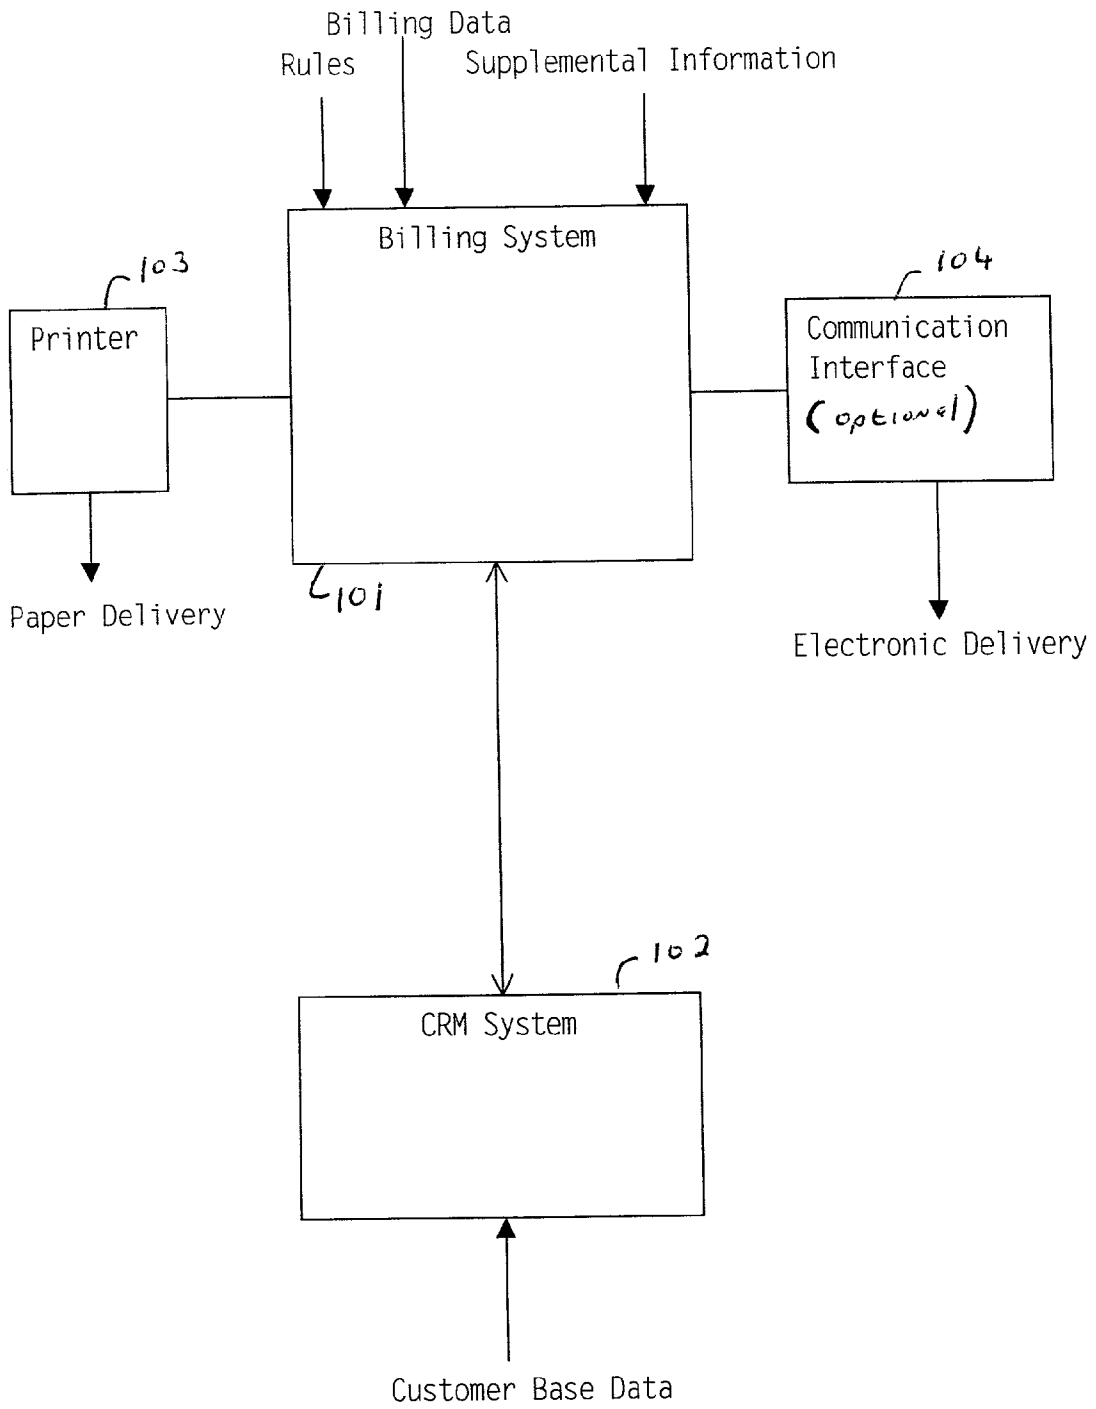 Billing Data
Rules
Supplemental Information
Billing System
103
104
Printer
Communication
Interface
(optional)
101
Paper Delivery
Electronic Delivery
102
CRM System
Customer Base Data